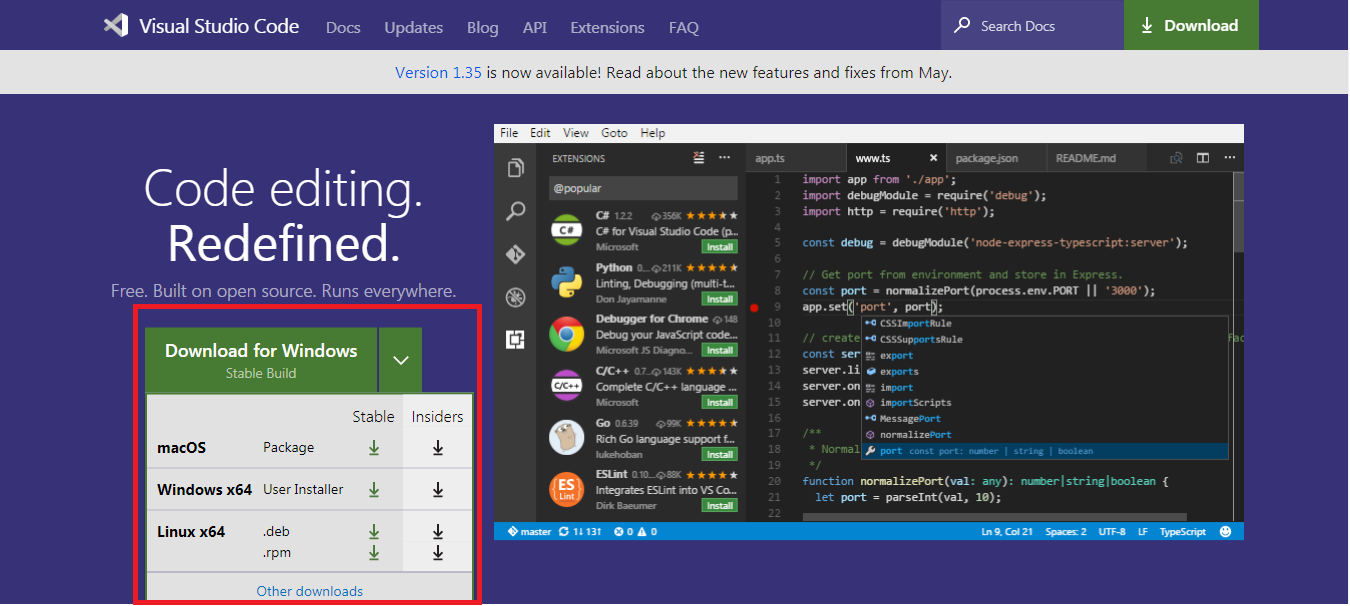 Visual Studio Code Docs Updates Blog API Extensions FAQ Search Docs Download
Version 1.35 is now available! Read about the new features and fixes from May.
Code editing.
Redefined.
Free. Built on open source. Runs everywhere.
Download for Windows
Stable Build
Stable Insiders
macOS Package
Windows x64 User Installer
Linux x64 .deb
.rpm
Other downloads
File Edit View Goto Help
EXTENSIONS
@popular
C# 1.2.2 356K
C#
C# for Visual Studio Code (p...
Microsoft Install
Python 0... 211K
Linting, Debugging (multi-t...
Don Jayamanne Install
Debugger for Chrome 148
Debug your JavaScript code...
Microsoft JS Diagno... Install
C/C++ 0.7... 143K
C/C++
Complete C/C++ language ...
Microsoft Install
Go 0.6.39 99K
Rich Go language support f...
lukehoban Install
ESLint 0.10... 88K
ES
Lint
Integrates ESLint into VS Co...
Dirk Baeumer Install
app.ts www.ts package.json README.md
1 import app from './app';
2 import debugModule = require('debug');
3 import http = require('http');
4
5 const debug = debugModule('node-express-typescript:server');
6
7 // Get port from environment and store in Express.
8 const port = normalizePort(process.env.PORT || '3000');
9 app.set('port', port);
10
11 // create
12 const ser
13 server.li
14 server.on
15 server.on
16
17 /**
18 * Normal
19 */
20 function normalizePort(val: any): number|string|boolean {
21 let port = parseInt(val, 10);
22
CSSImportRule
CSSSupportsRule
export
exports
import
importScripts
MessagePort
normalizePort
port const port: number | string | boolean
master 1↓ 13↑ 0 0 Ln 9, Col 21 Spaces: 2 UTF-8 LF TypeScript